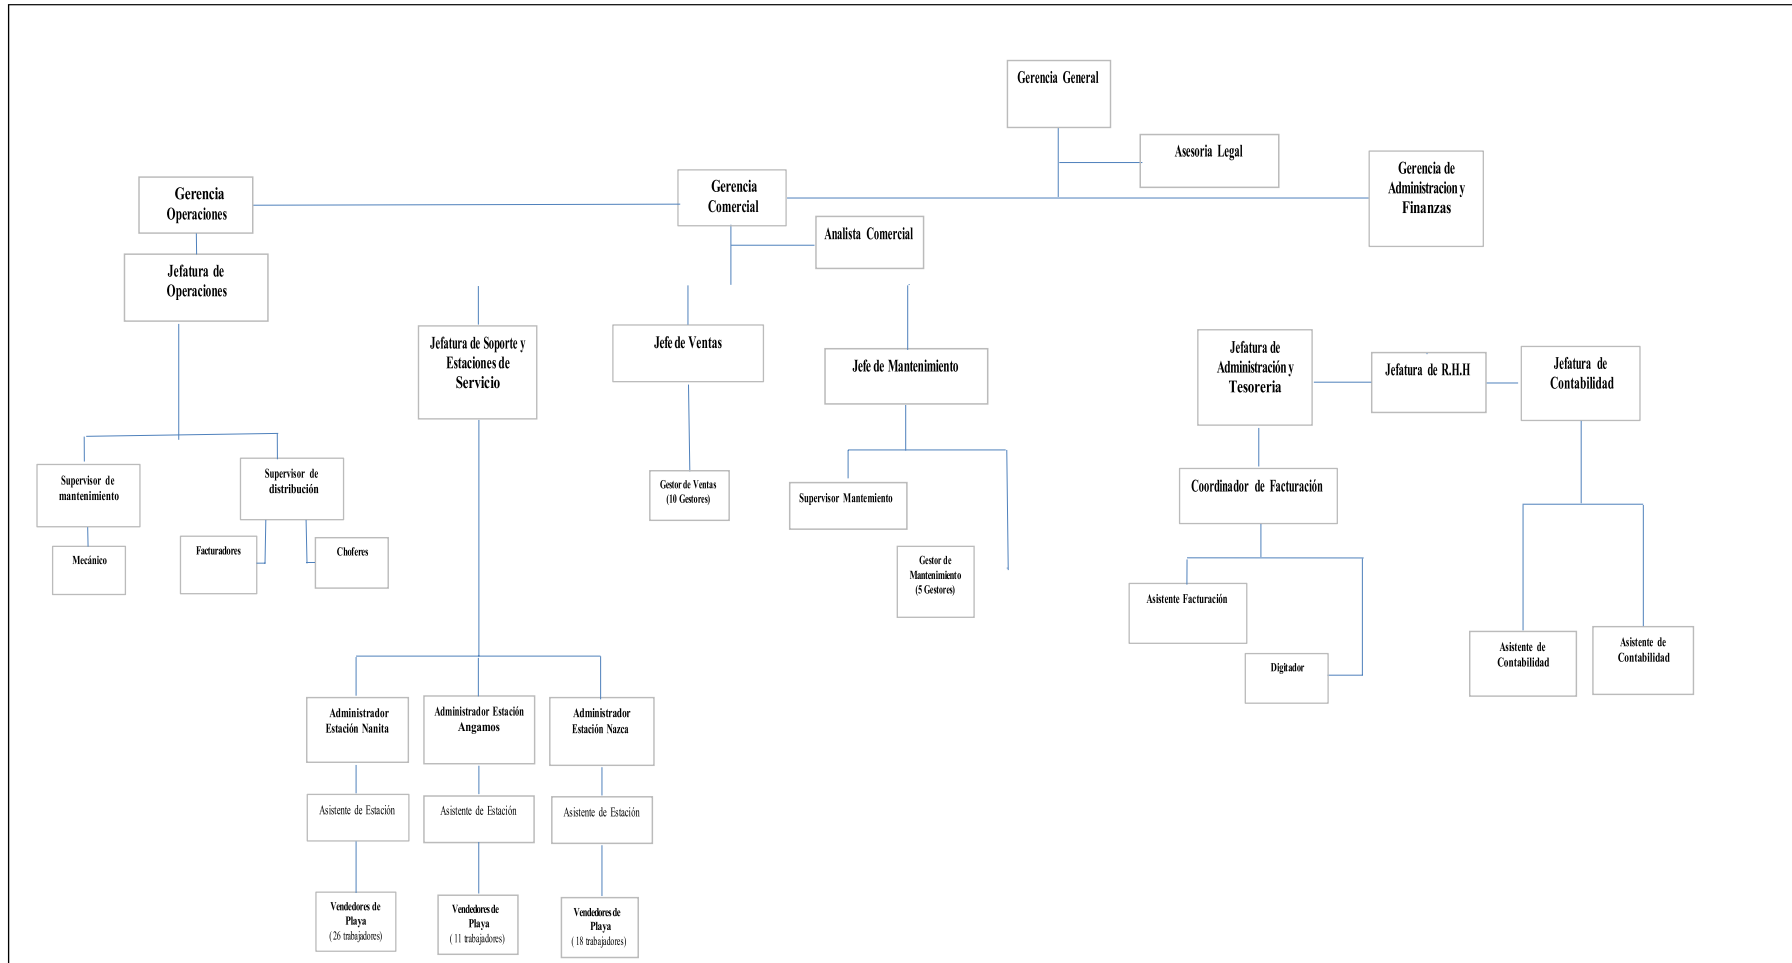 Gerencia General
Asesoria Legal
Gerencia de
Administracion y
Finanzas
Gerencia
Comercial
Gerencia
Operaciones
Analista Comercial
Jefatura de
Operaciones
Jefatura de Soporte y
Estaciones de
Servicio
Jefe de Ventas
Jefe de Mantenimiento
Jefatura de
Administración y
Tesoreria
Jefatura de R.H.H
Jefatura de
Contabilidad
Supervisor de
mantenimiento
Supervisor de
distribución
Gestor de Ventas
(10 Gestores)
Supervisor Mantemiento
Coordinador de Facturación
Mecánico
Facturadores
Choferes
Gestor de
Mantenimiento
(5 Gestores)
Asistente Facturación
Digitador
Asistente de
Contabilidad
Asistente de
Contabilidad
Administrador
Estación Nanita
Administrador Estación
Angamos
Administrador
Estación Nazca
Asistente de Estación
Asistente de Estación
Asistente de Estación
Vendedores de
Playa
( 26 trabajadores)
Vendedores de
Playa
( 11 trabajadores)
Vendedores de
Playa
( 18 trabajadores)